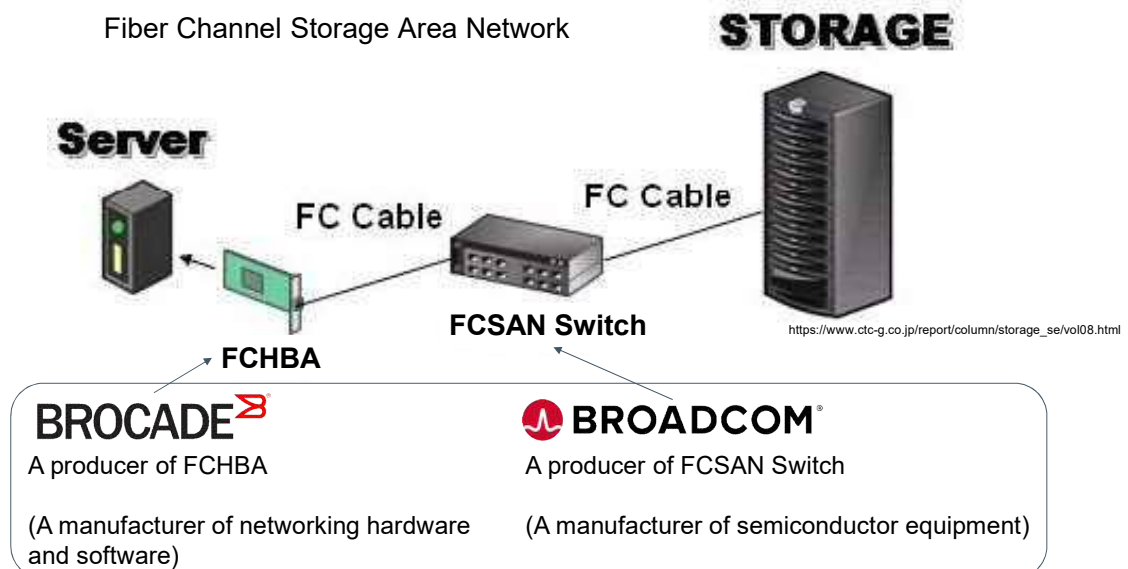 Fiber Channel Storage Area Network
STORAGE
Server
FC Cable
FC Cable
FCSAN Switch
https://www.ctc-g.co.jp/report/column/storage_se/vol08.html
FCHBA
BROCADE
BROADCOM®
A producer of FCHBA
A producer of FCSAN Switch
(A manufacturer of networking hardware
and software)
(A manufacturer of semiconductor equipment)